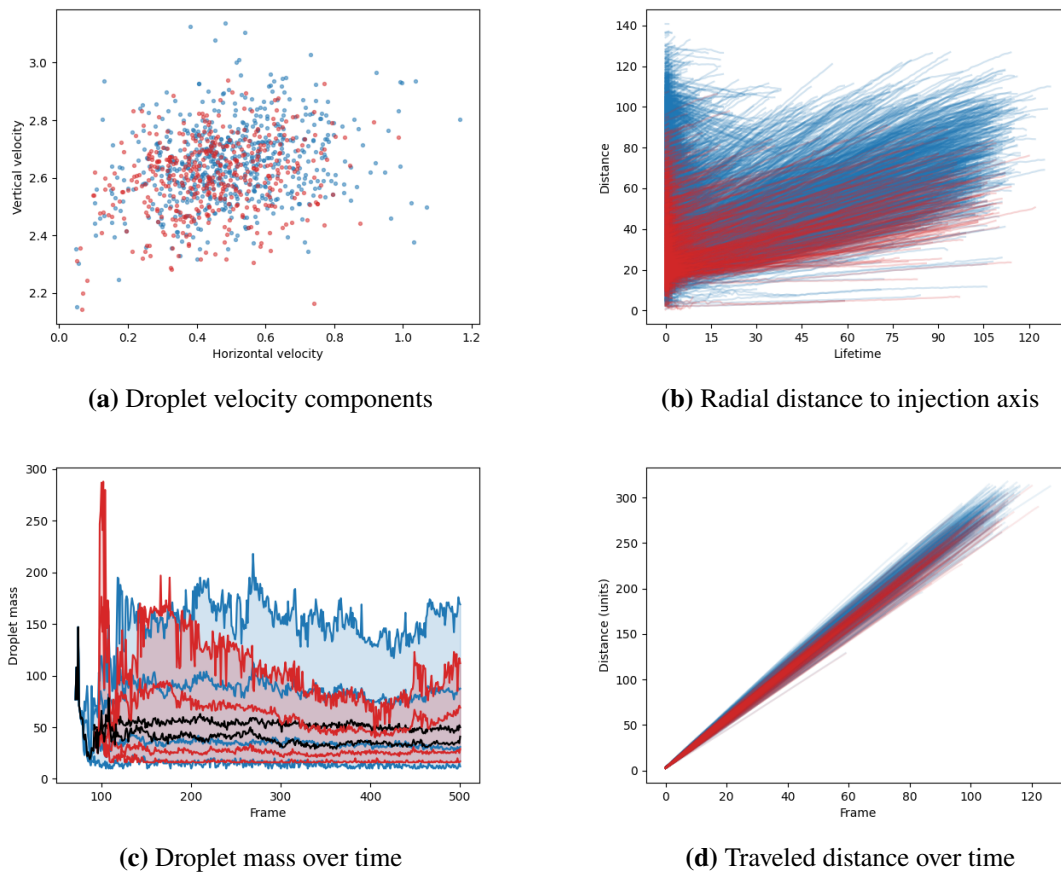 3.0
2.8
2.6
2.4
2.2
Vertical velocity
0.0 0.2 0.4 0.6 0.8 1.0 1.2
Horizontal velocity
(a) Droplet velocity components
140
120
100
80
60
40
20
0
Distance
0 15 30 45 60 75 90 105 120
Lifetime
(b) Radial distance to injection axis
300
250
200
150
100
50
0
Droplet mass
100 200 300 400 500
Frame
(c) Droplet mass over time
300
250
200
150
100
50
0
Distance (units)
0 20 40 60 80 100 120
Frame
(d) Traveled distance over time